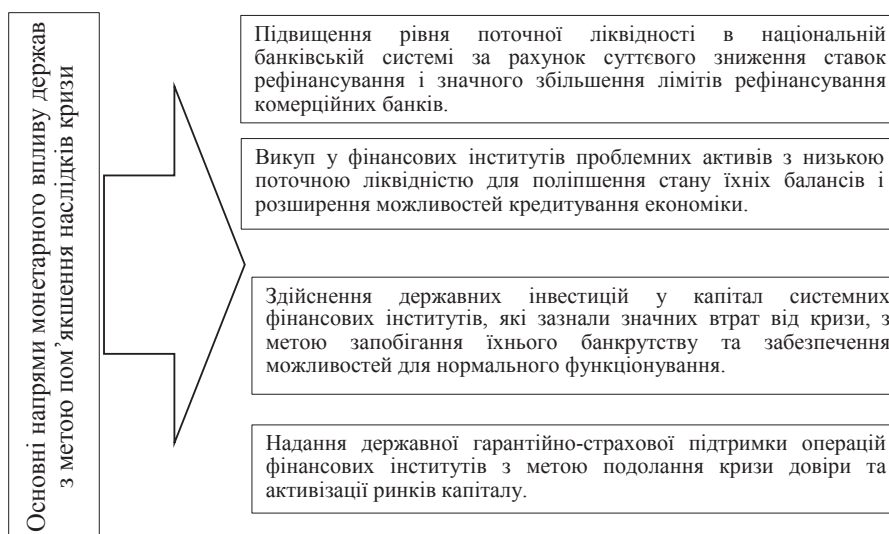 Основні напрями монетарного впливу держав
з метою пом’якшення наслідків кризи
Підвищення рівня поточної ліквідності в національній
банківській системі за рахунок суттєвого зниження ставок
рефінансування і значного збільшення лімітів рефінансування
комерційних банків.
Викуп у фінансових інститутів проблемних активів з низькою
поточною ліквідністю для поліпшення стану їхніх балансів і
розширення можливостей кредитування економіки.
Здійснення державних інвестицій у капітал системних
фінансових інститутів, які зазнали значних втрат від кризи, з
метою запобігання їхнього банкрутству та забезпечення
можливостей для нормального функціонування.
Надання державної гарантійно-страхової підтримки операцій
фінансових інститутів з метою подолання кризи довіри та
активізації ринків капіталу.